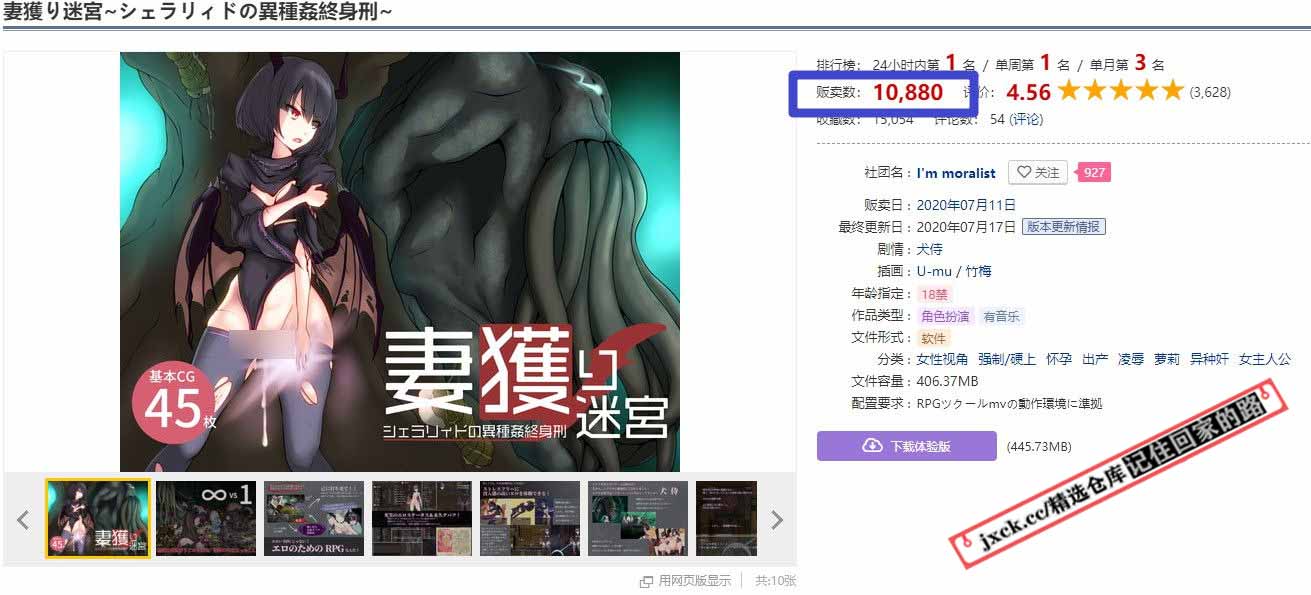 妻獲り迷宮~シェラリィドの異種姦終身刑~
排行榜： 24小时内第 1 名 / 单周第 1 名 / 单月第 3 名
贩卖数： 10,880 评价： 4.56 ★★★★★ (3,628)
收藏数： 15,054 评论数： 54 (评论)
社团名： I'm moralist 关注 927
贩卖日： 2020年07月11日
最终更新日： 2020年07月17日 版本更新情报
剧情： 犬侍
插画： U-mu / 竹梅
年龄指定： 18禁
作品类型： 角色扮演 有音乐
文件形式： 软件
分类： 女性视角 强制/硬上 怀孕 出产 凌辱 萝莉 异种奸 女主人公
文件容量： 406.37MB
配置要求： RPGツクールmvの動作環境に準拠
下载体验版 (445.73MB)
基本CG
45枚
妻獲り迷宮
シェラリィドの異種姦終身刑
∞vs1
エロのためのRPG
犬侍
jxck.cc/精选仓库 记住回家的路
用网页版显示 共:10张